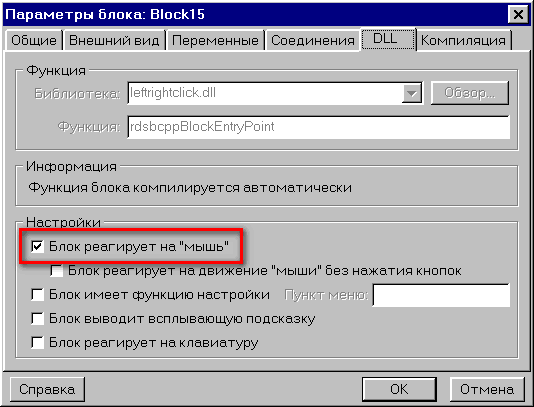 Параметры блока: Block15
Общие Внешний вид Переменные Соединения DLL Компиляция
Функция
Библиотека: leftrightclick.dll Обзор...
Функция: rdsbcppBlockEntryPoint
Информация
Функция блока компилируется автоматически
Настройки
Блок реагирует на "мышь"
Блок реагирует на движение "мыши" без нажатия кнопок
Блок имеет функцию настройки Пункт меню:
Блок выводит всплывающую подсказку
Блок реагирует на клавиатуру
Справка OK Отмена